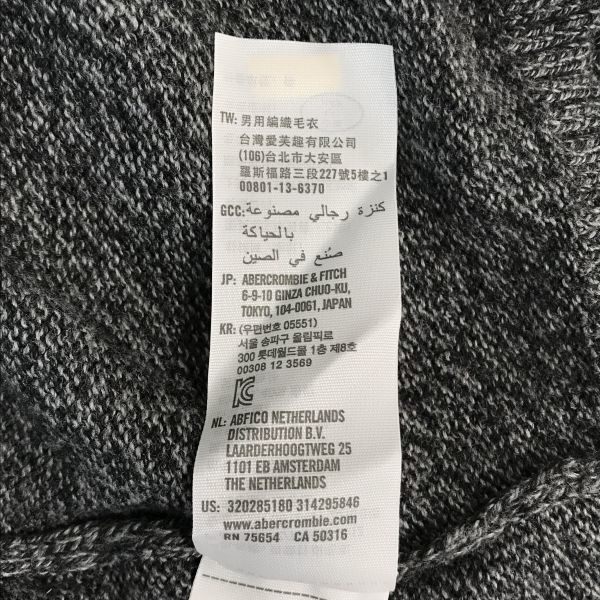 TW: 男用編織毛衣
台灣愛芙趣有限公司
(106)台北市大安區
羅斯福路三段227號5樓之1
00801-13-6370
GCC: كنزة رجالي مصنوعة
بالحياكة
صُنع في الصين
JP: ABERCROMBIE & FITCH
6-9-10 GINZA CHUO-KU,
TOKYO, 104-0061, JAPAN
KR: (우편번호 05551)
서울 송파구 올림픽로
300 롯데월드몰 1층 제8호
00308 12 3569
NL: ABFICO NETHERLANDS
DISTRIBUTION B.V.
LAARDERHOOGTWEG 25
1101 EB AMSTERDAM
THE NETHERLANDS
US: 320285180 314295846
www.abercrombie.com
RN 75654 CA 50316